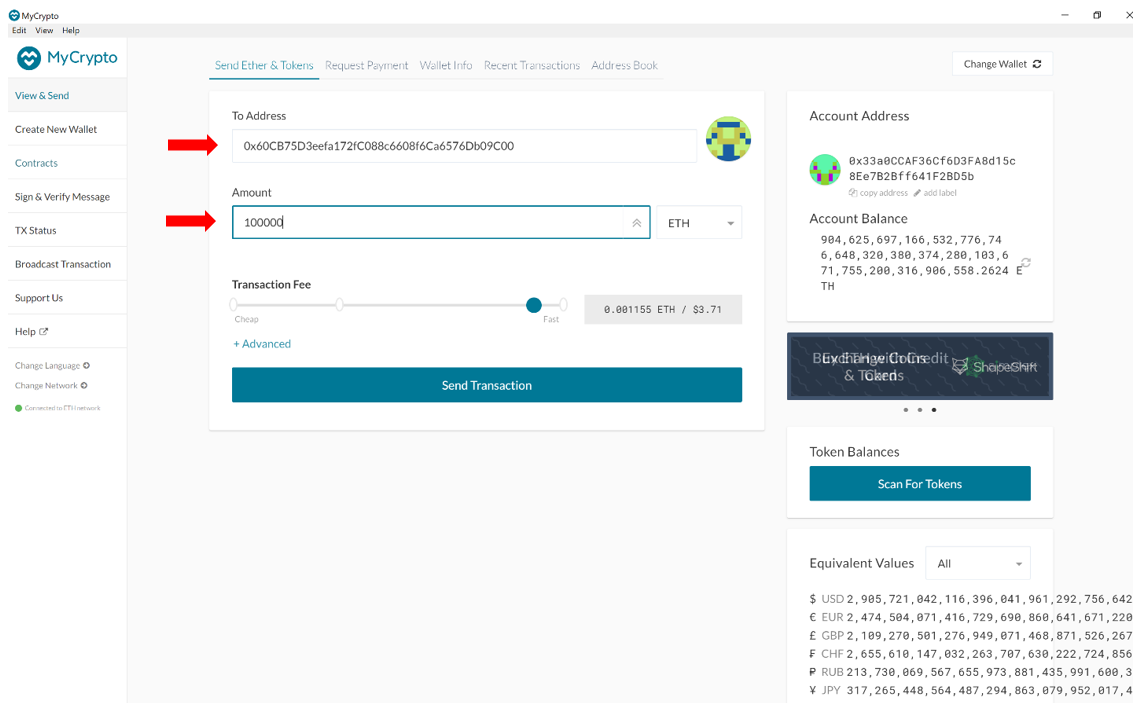 MyCrypto
Edit View Help
MyCrypto
View & Send
Create New Wallet
Contracts
Sign & Verify Message
TX Status
Broadcast Transaction
Support Us
Help
Change Language
Change Network
Connected to ETH network
Send Ether & Tokens Request Payment Wallet Info Recent Transactions Address Book
Change Wallet
To Address
0x60CB75D3eefa172fC088c6608f6Ca6576Db09C00
Amount
100000 ETH
Transaction Fee
Cheap Fast
0.001155 ETH / $3.71
+ Advanced
Send Transaction
Account Address
0x33a0CCAF36Cf6D3FA8d15c
8Ee7B2Bff641F2BD5b
copy address add label
Account Balance
904,625,697,166,532,776,74
6,648,320,380,374,280,103,6
71,755,200,316,906,558.2624 E
TH
& Tokens
ShapeShift
Token Balances
Scan For Tokens
Equivalent Values All
$ USD 2,905,721,042,116,396,041,961,292,756,642
€ EUR 2,474,504,071,416,729,690,860,641,671,220
£ GBP 2,109,270,501,276,949,071,468,871,526,267
₣ CHF 2,655,610,147,032,263,707,630,222,724,856
₽ RUB 213,730,069,567,655,973,881,435,991,600,3
¥ JPY 317,265,448,564,487,294,863,079,952,017,4